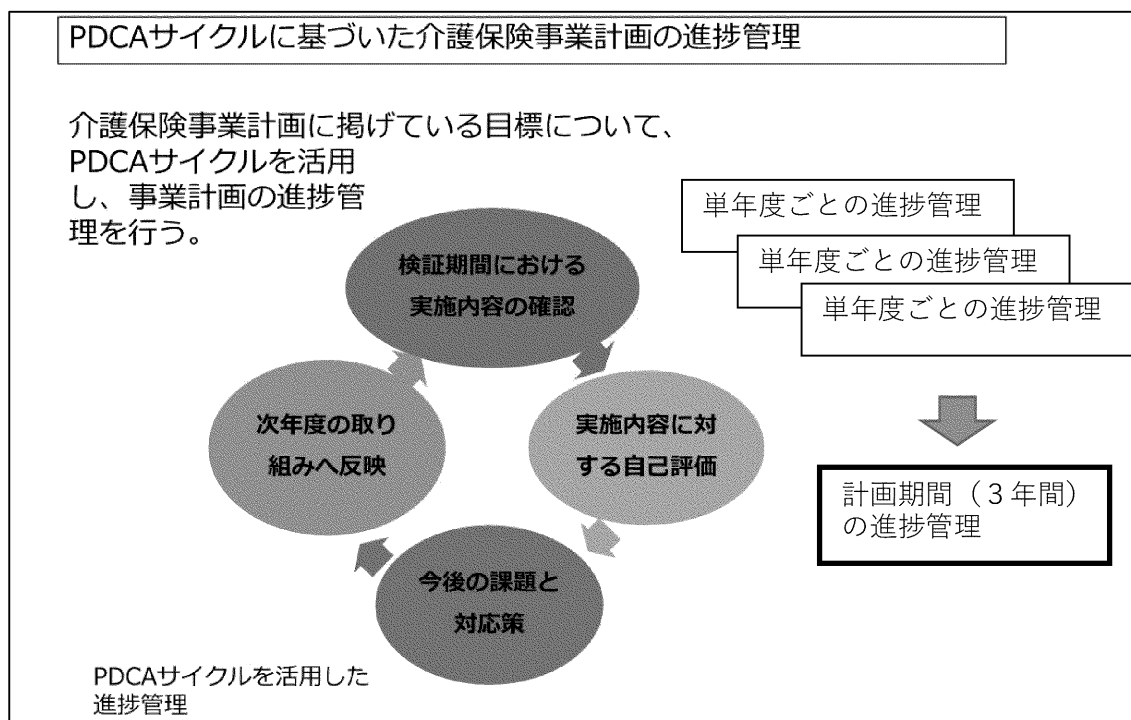 PDCAサイクルに基づいた介護保険事業計画の進捗管理
介護保険事業計画に掲げている目標について、
PDCAサイクルを活用
し、事業計画の進捗管
理を行う。
検証期間における
実施内容の確認
実施内容に対
する自己評価
今後の課題と
対応策
次年度の取り
組みへ反映
PDCAサイクルを活用した
進捗管理
単年度ごとの進捗管理
単年度ごとの進捗管理
単年度ごとの進捗管理
計画期間（３年間）
の進捗管理